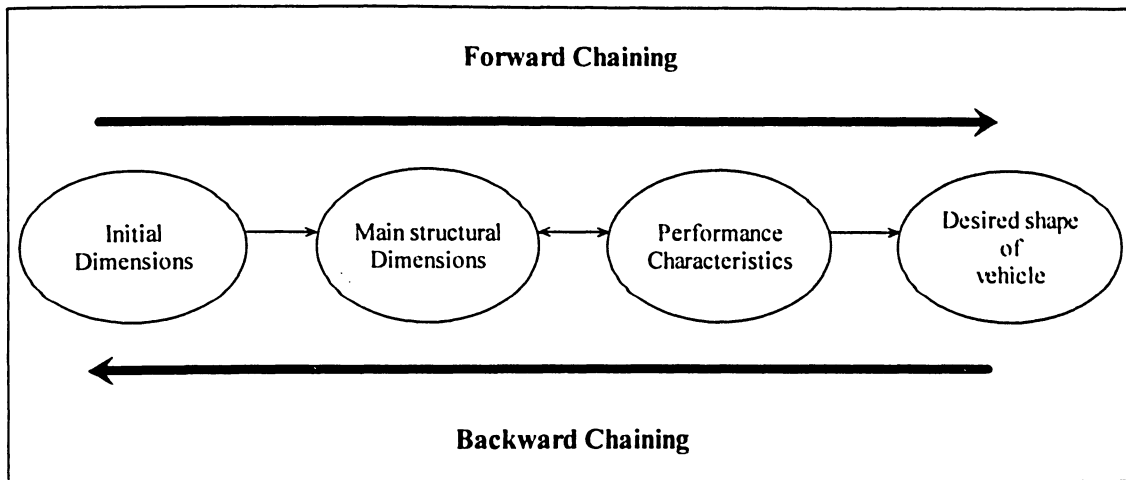 Forward Chaining
Initial
Dimensions
Main structural
Dimensions
Performance
Characteristics
Desired shape
of
vehicle
Backward Chaining